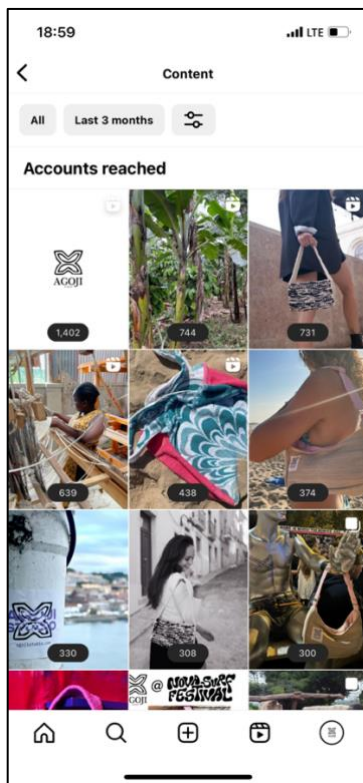 18:59
LTE
Content
All
Last 3 months
Accounts reached
AGOJI
1,402
744
731
639
438
374
330
308
300
@ NOVA SURF
FESTIVAL